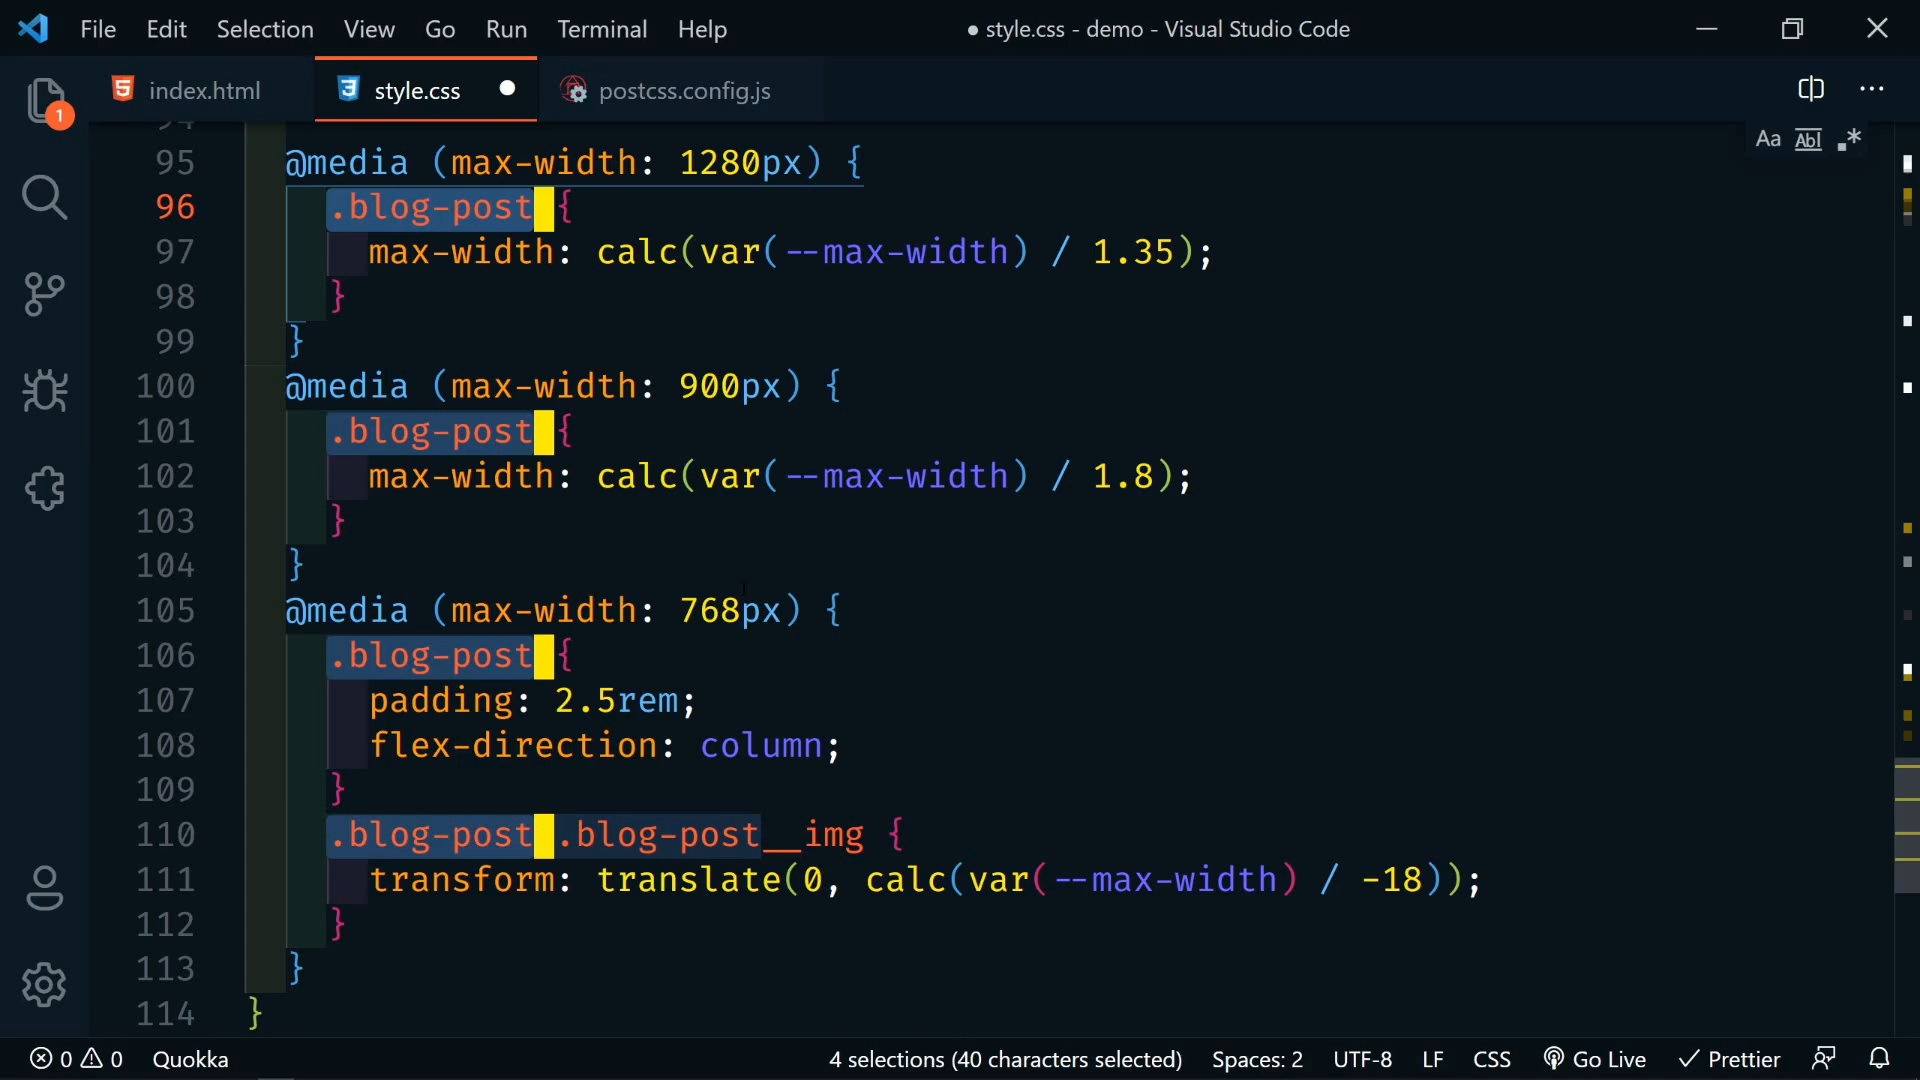 File Edit Selection View Go Run Terminal Help ● style.css - demo - Visual Studio Code
index.html style.css ● postcss.config.js
1
Aa Abl .*
94
95 @media (max-width: 1280px) {
96 .blog-post {
97 max-width: calc(var(--max-width) / 1.35);
98 }
99 }
100 @media (max-width: 900px) {
101 .blog-post {
102 max-width: calc(var(--max-width) / 1.8);
103 }
104 }
105 @media (max-width: 768px) {
106 .blog-post {
107 padding: 2.5rem;
108 flex-direction: column;
109 }
110 .blog-post .blog-post__img {
111 transform: translate(0, calc(var(--max-width) / -18));
112 }
113 }
114 }
0 0 Quokka 4 selections (40 characters selected) Spaces: 2 UTF-8 LF CSS Go Live Prettier